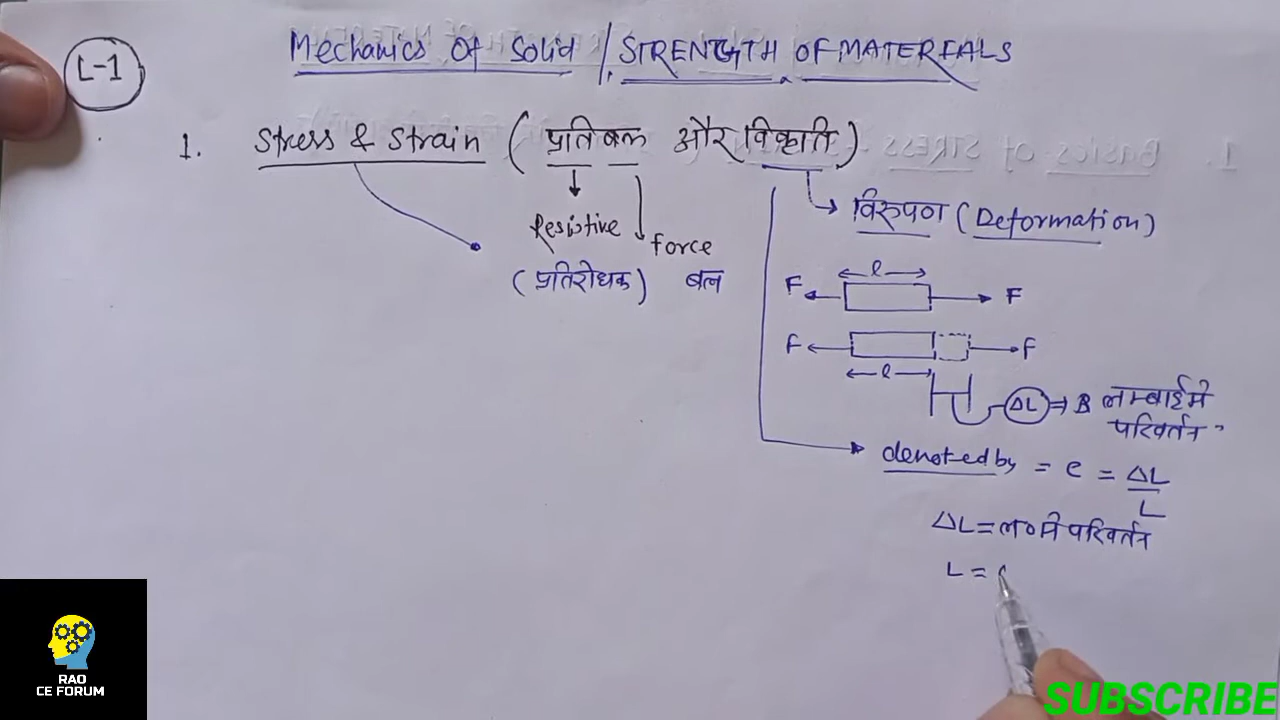 L-1
Mechanics Of Solid / STRENGTH OF MATERIALS
1. Stress & Strain ( प्रतिबल और विकृति )
विरुपण ( Deformation )
Resistive force
( प्रतिरोधक ) बल
l
F F
F F
l
ΔL ⇒ लम्बाई मे
परिवर्तन
denoted by = e = ΔL
L
ΔL = ल० मे परिवर्तन
L =
RAO
CE FORUM
SUBSCRIBE